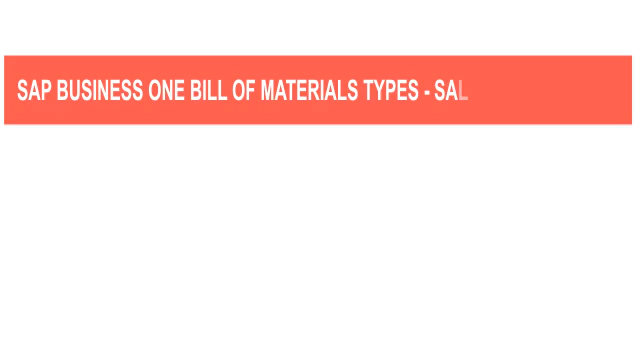 SAP BUSINESS ONE BILL OF MATERIALS TYPES - SAL